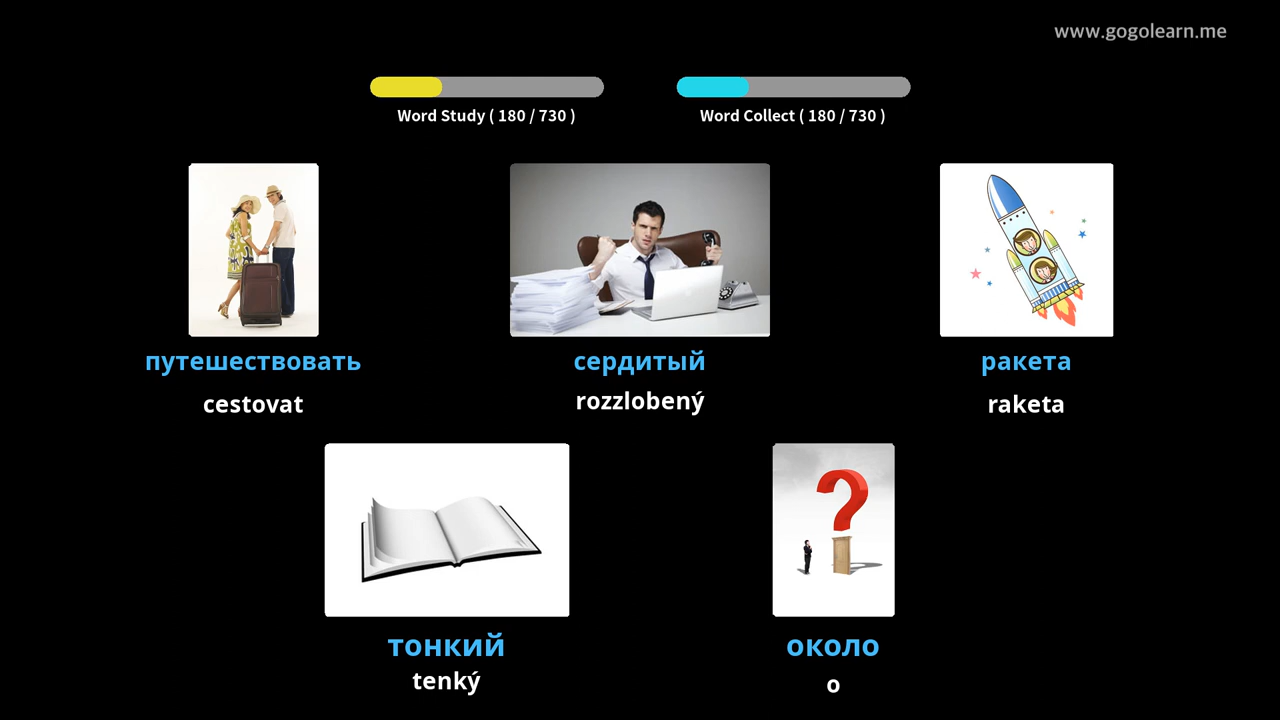 www.gogolearn.me
Word Study ( 180 / 730 )
Word Collect ( 180 / 730 )
путешествовать
cestovat
сердитый
rozzlobený
ракета
raketa
тонкий
tenký
около
o